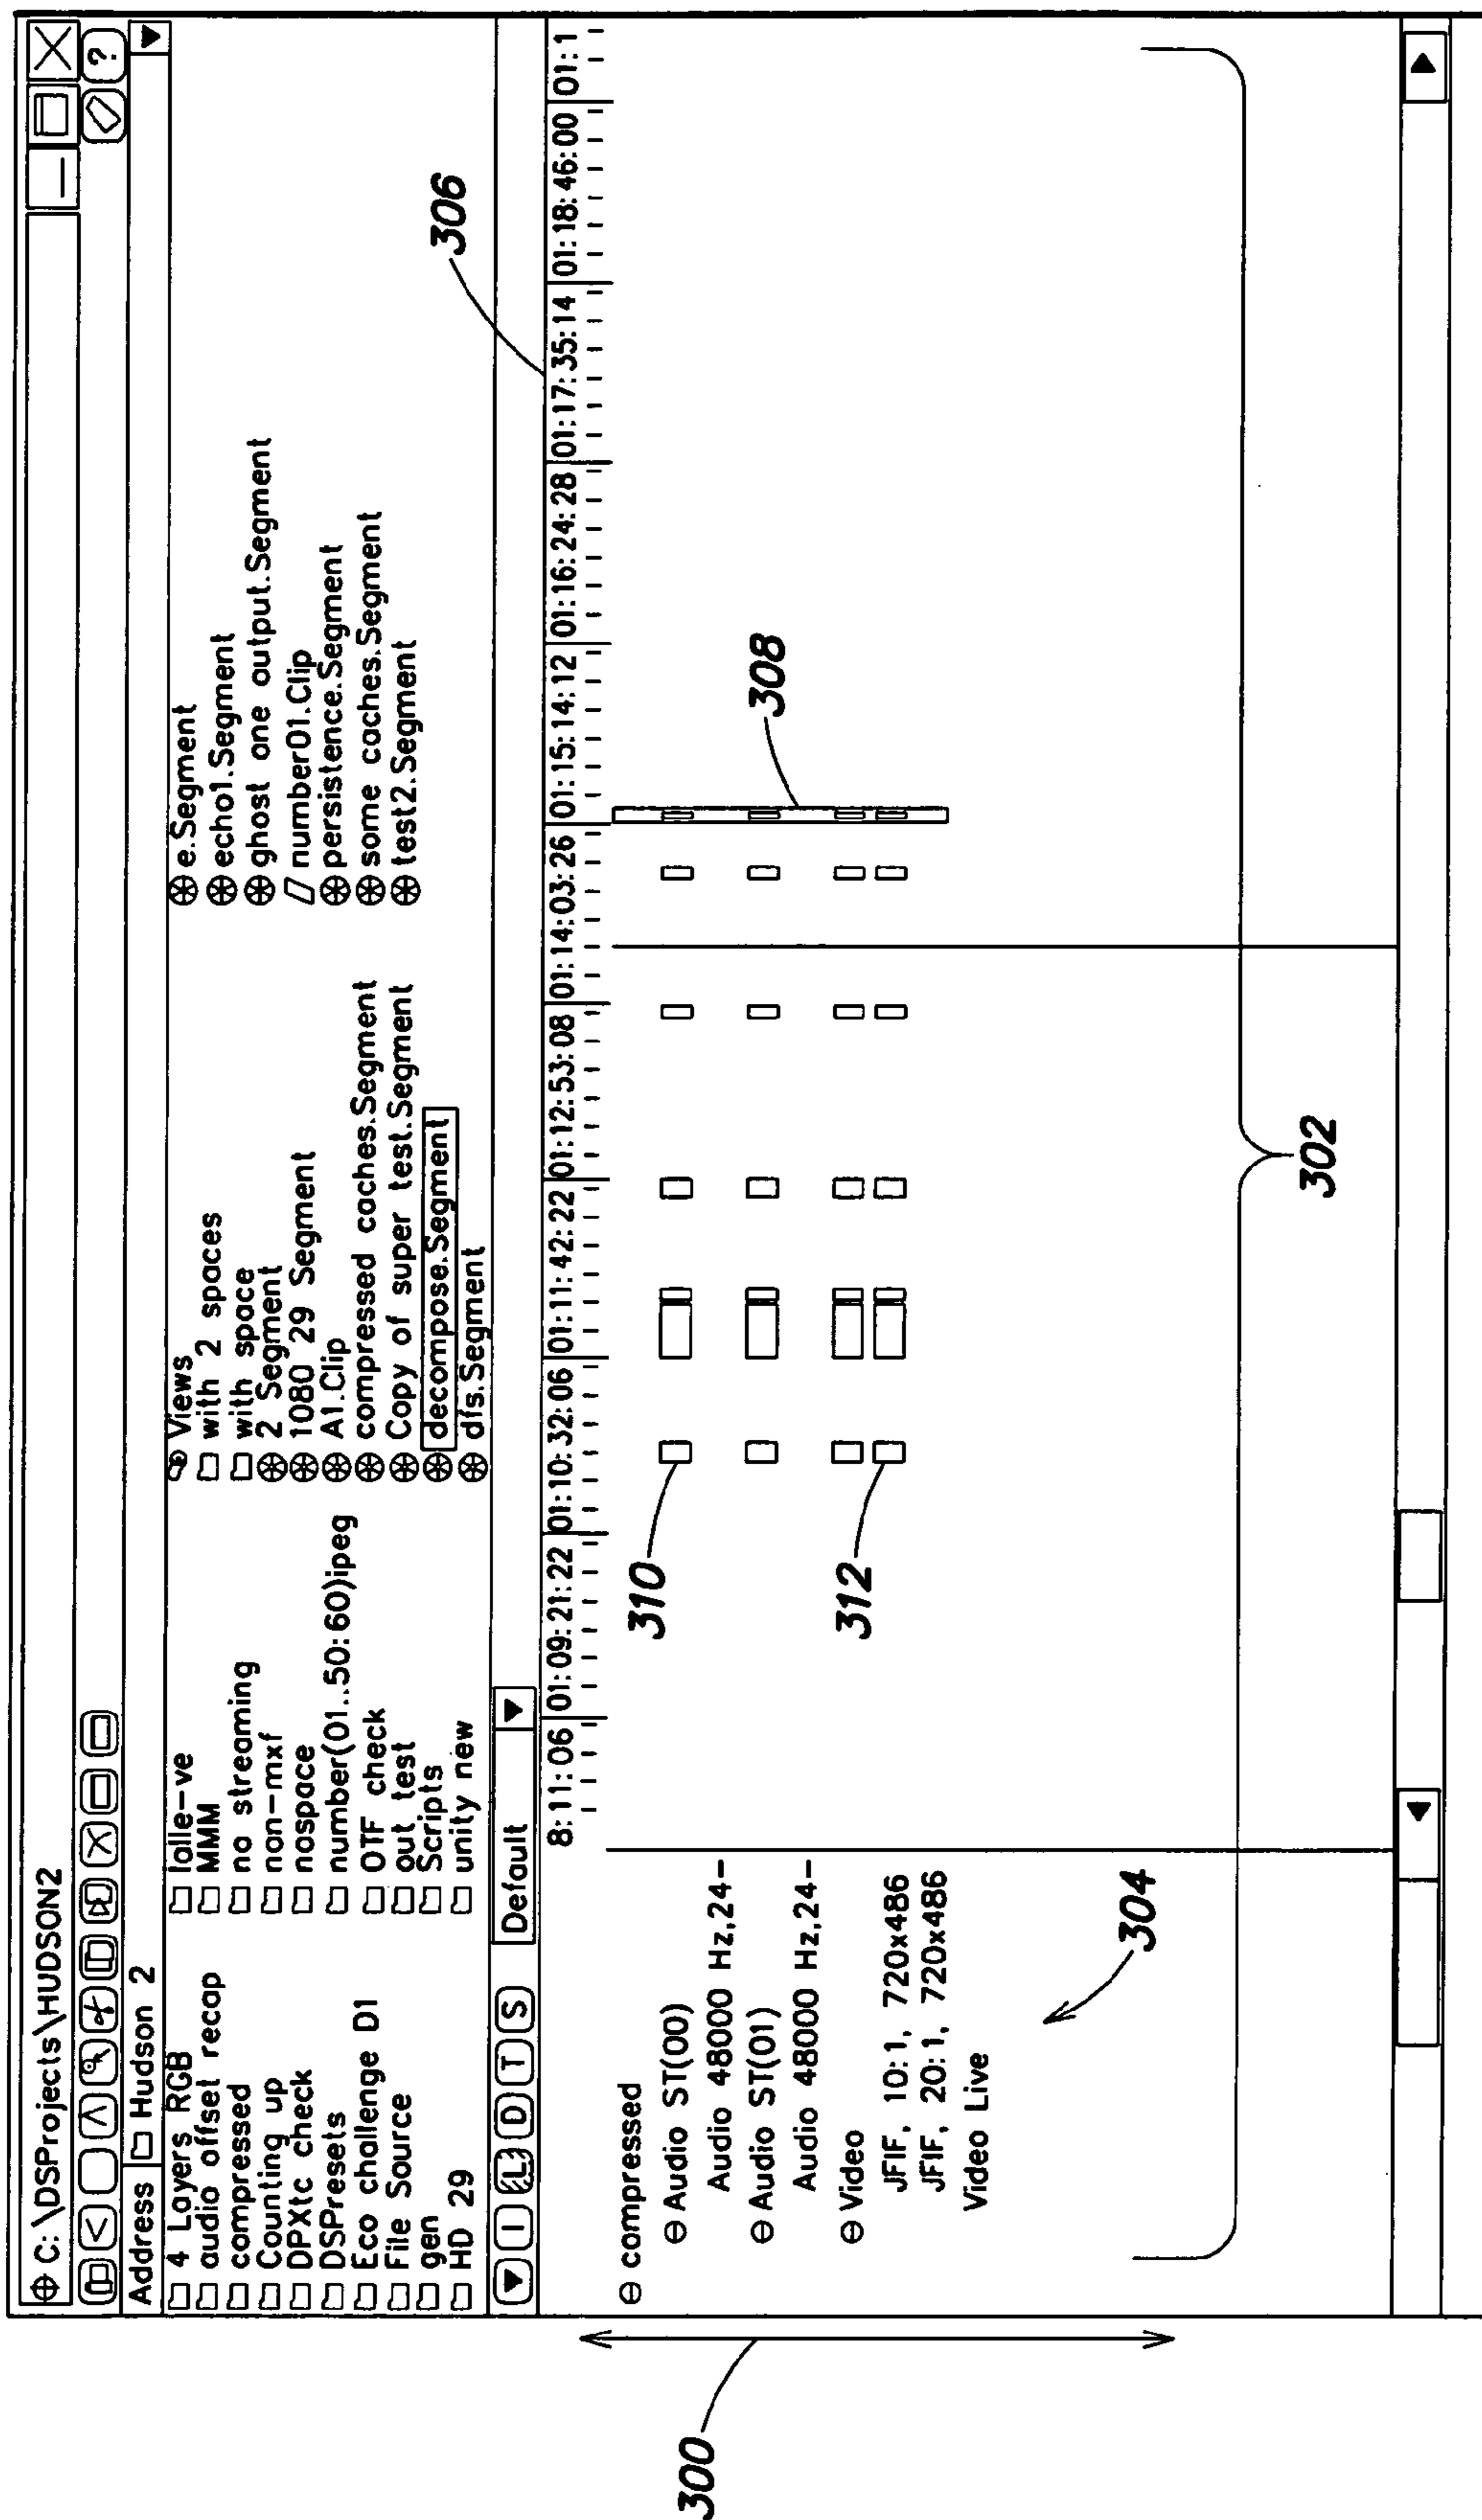 C:\DSProjects\HUDSON2
?
Address Hudson 2
4 Layers RGB
audio offset recap
compressed
Counting up
DPXtc check
DSPresets
Eco challenge D1
File Source
gen
HD 29
lalle-ve
MMM
no streaming
non-mxf
nospace
number(01..50:60)ipeg
OTF check
out test
Scripts
unity new
Views
with 2 spaces
with space
2 Segment
1080 29 Segment
A1.Clip
compressed caches.Segment
Copy of super test.Segment
decompose.Segment
dfs.Segment
e.Segment
echo1.Segment
ghost one output.Segment
number01.Clip
persistence.Segment
some caches.Segment
test2.Segment
I L D T S Default
306
8:11:06 01:09:21:22 01:10:32:06 01:11:42:22 01:12:53:08 01:14:03:26 01:15:14:12 01:16:24:28 01:17:35:14 01:18:46:00 01:1
300
compressed
Audio ST(00)
Audio 48000 Hz,24-
Audio ST(01)
Audio 48000 Hz,24-
Video
JFIF, 10:1, 720x486
JFIF, 20:1, 720x486
Video Live
310
308
312
304
302